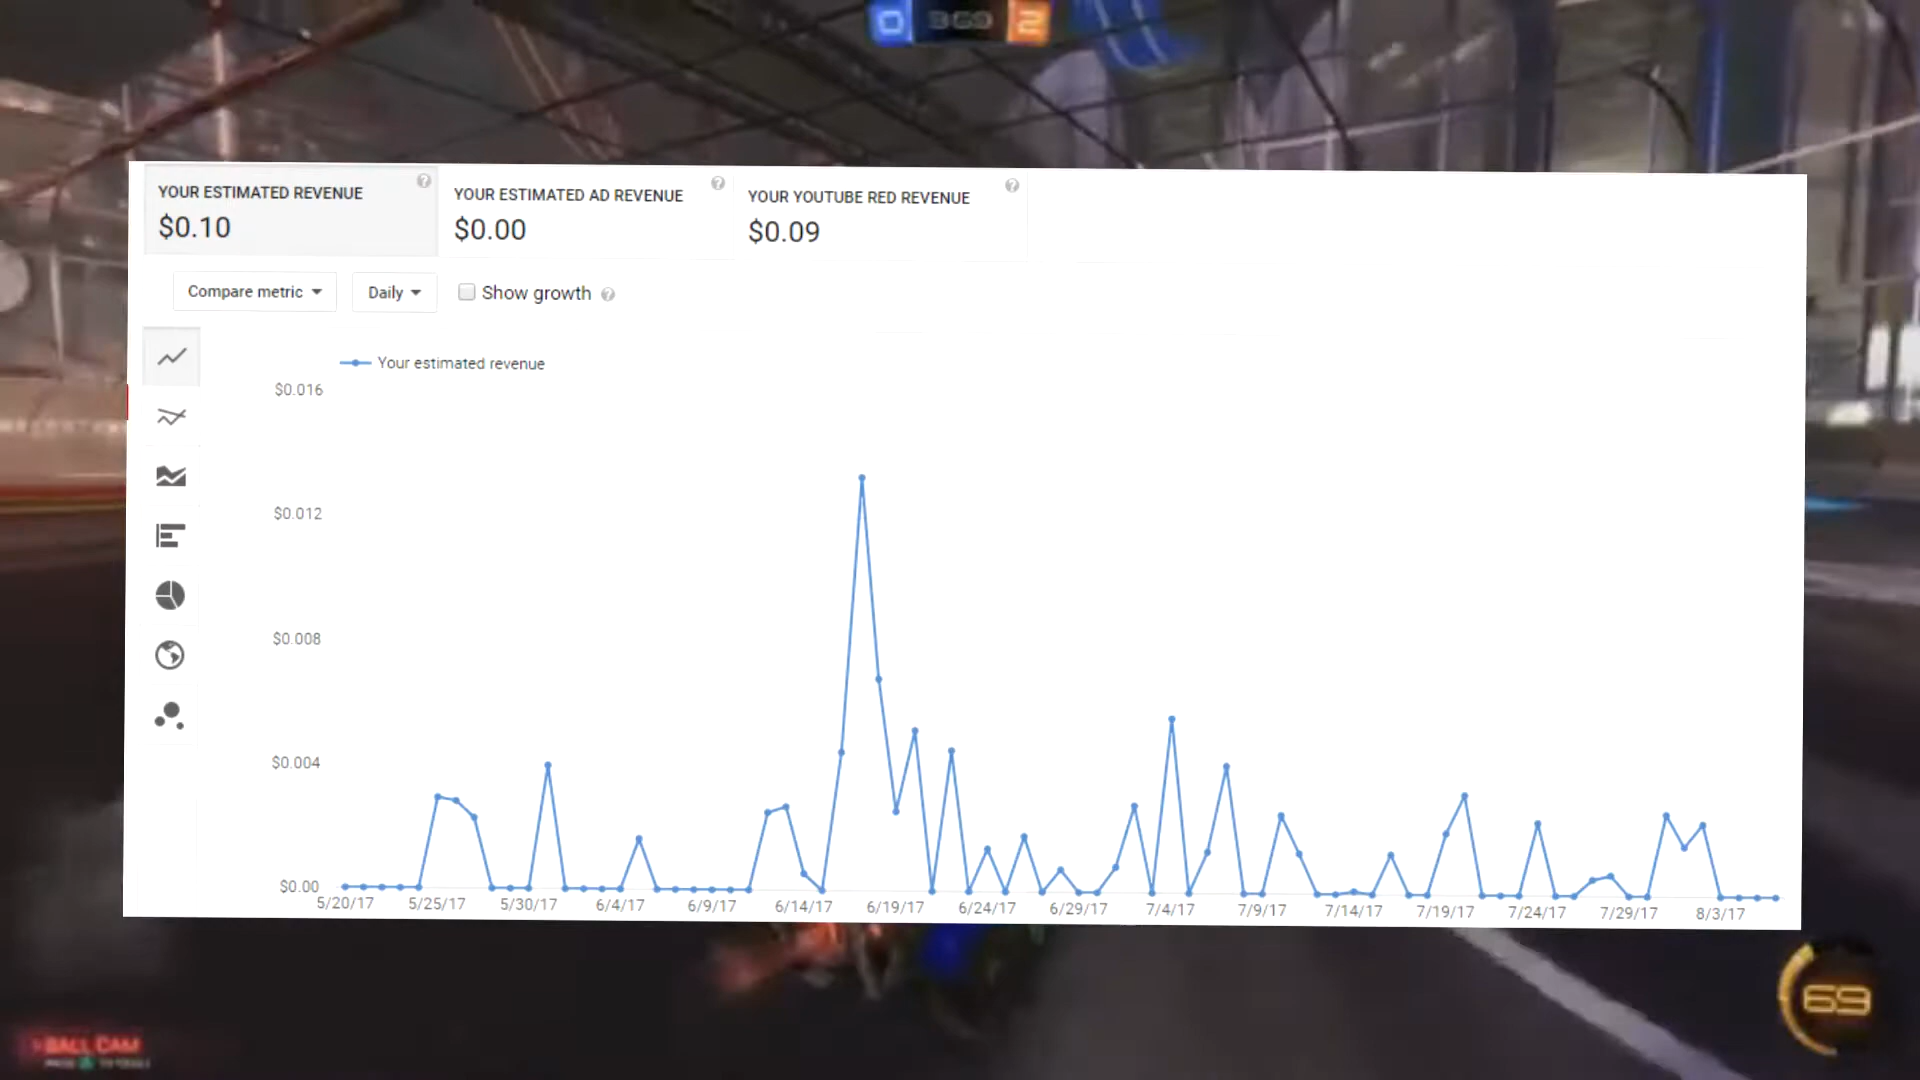 0 2
YOUR ESTIMATED REVENUE
$0.10
YOUR ESTIMATED AD REVENUE
$0.00
YOUR YOUTUBE RED REVENUE
$0.09
Compare metric Daily Show growth
Your estimated revenue
$0.016
$0.012
$0.008
$0.004
$0.00
5/20/17 5/25/17 5/30/17 6/4/17 6/9/17 6/14/17 6/19/17 6/24/17 6/29/17 7/4/17 7/9/17 7/14/17 7/19/17 7/24/17 7/29/17 8/3/17
69
BALL CAM